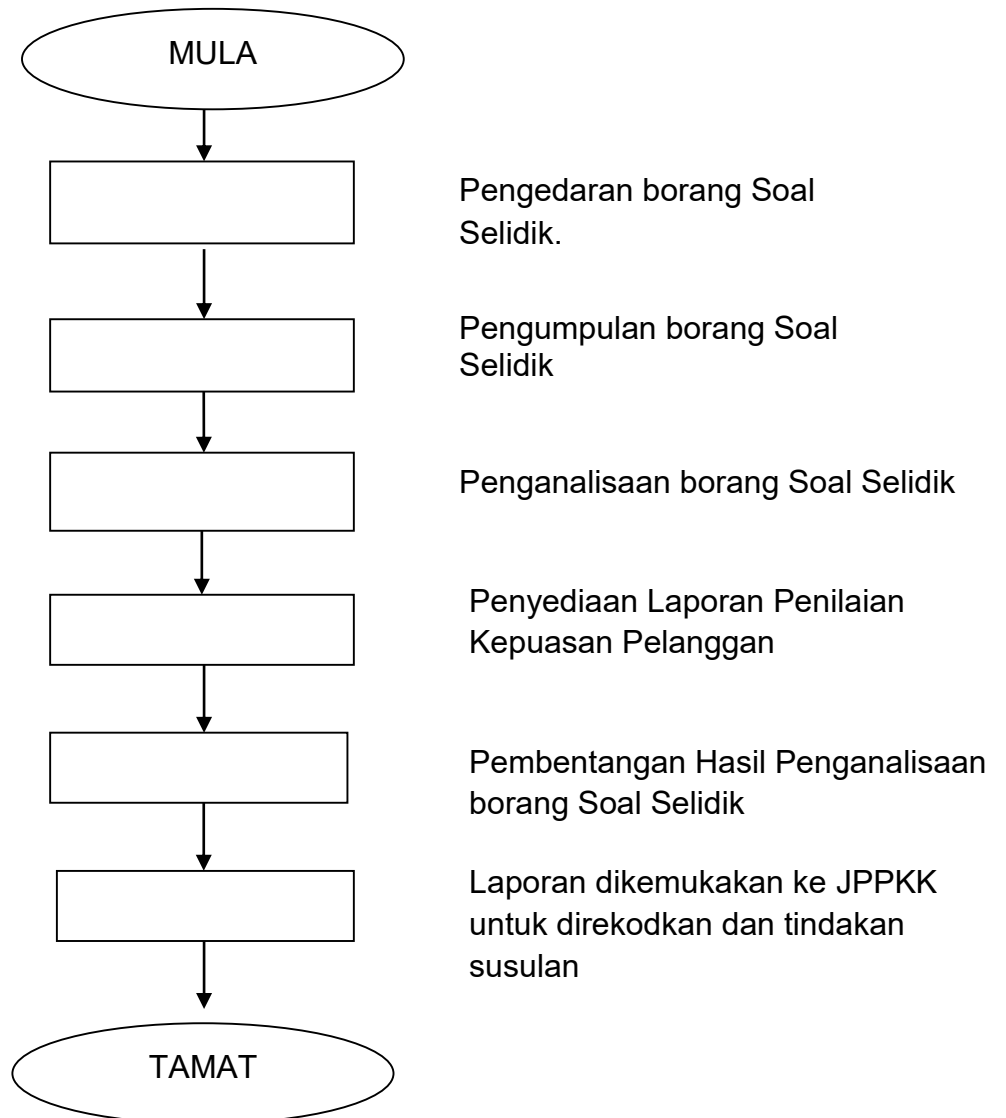 MULA
Pengedaran borang Soal
Selidik.
Pengumpulan borang Soal
Selidik
Penganalisaan borang Soal Selidik
Penyediaan Laporan Penilaian
Kepuasan Pelanggan
Pembentangan Hasil Penganalisaan
borang Soal Selidik
Laporan dikemukakan ke JPPKK
untuk direkodkan dan tindakan
susulan
TAMAT